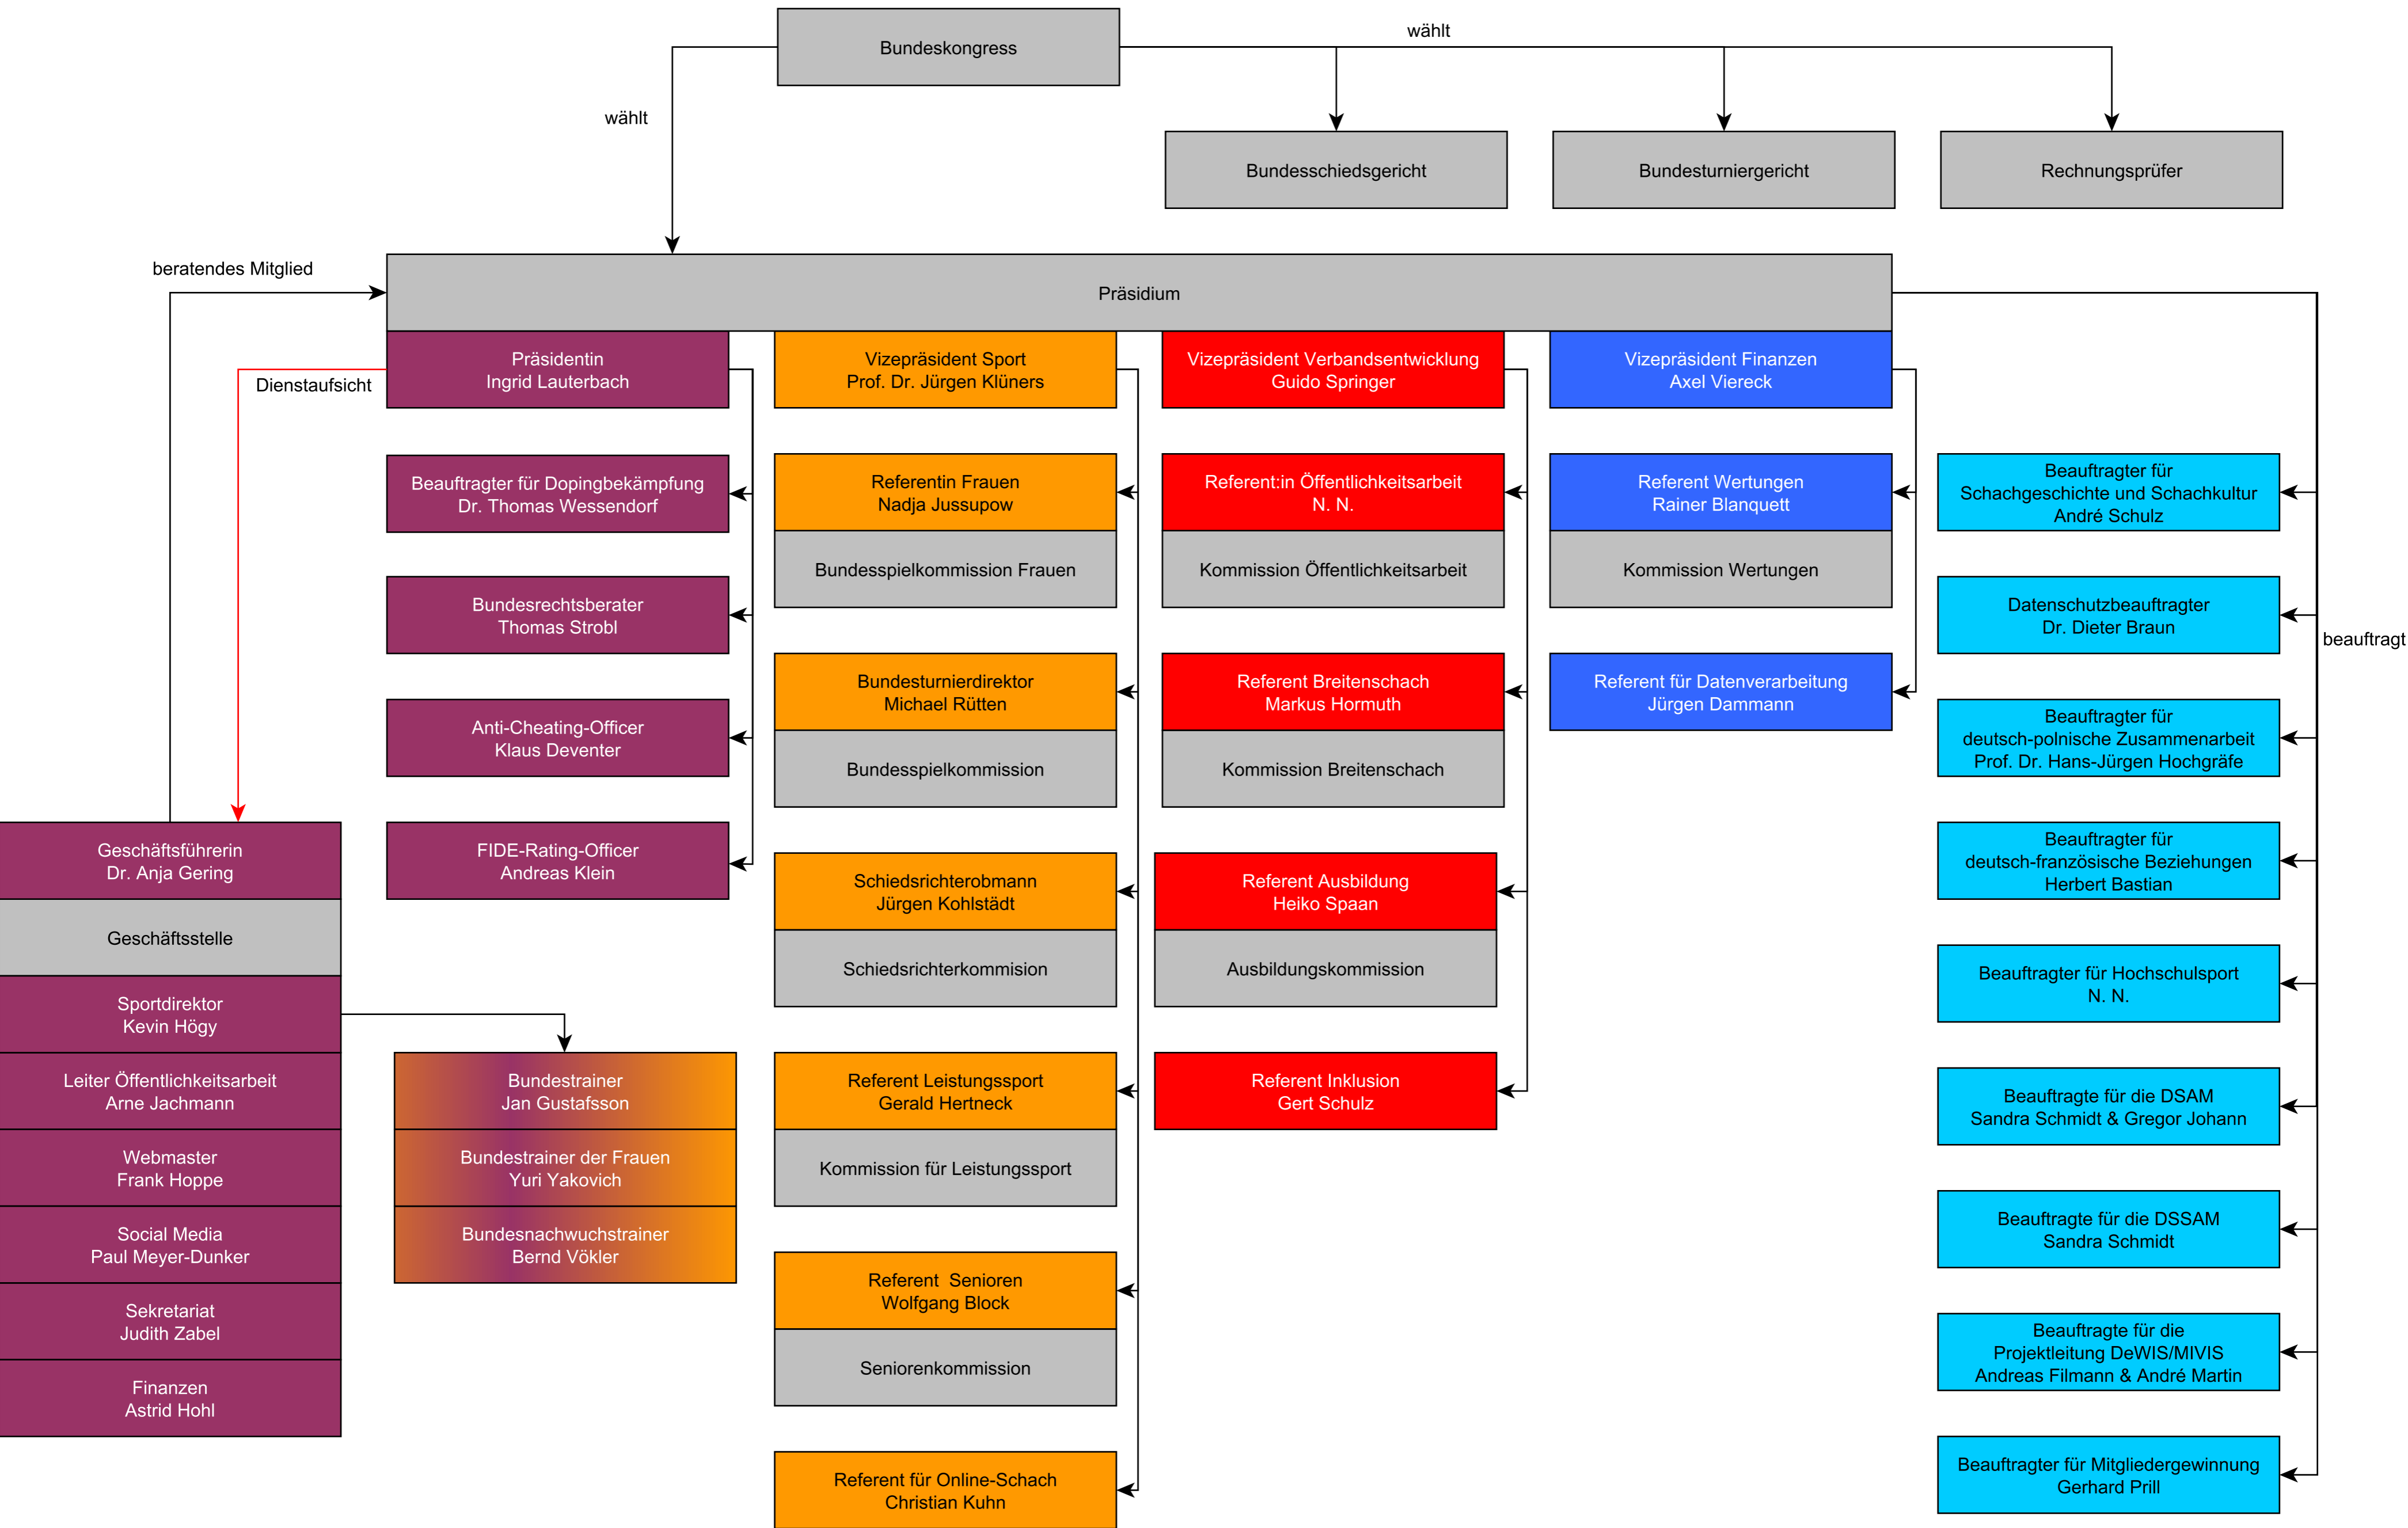 Bundeskongress
wählt
wählt
Bundesschiedsgericht
Bundesturniergericht
Rechnungsprüfer
beratendes Mitglied
Präsidium
Dienstaufsicht
Präsidentin
Ingrid Lauterbach
Vizepräsident Sport
Prof. Dr. Jürgen Klüners
Vizepräsident Verbandsentwicklung
Guido Springer
Vizepräsident Finanzen
Axel Viereck
Beauftragter für Dopingbekämpfung
Dr. Thomas Wessendorf
Bundesrechtsberater
Thomas Strobl
Anti-Cheating-Officer
Klaus Deventer
FIDE-Rating-Officer
Andreas Klein
Referentin Frauen
Nadja Jussupow
Bundesspielkommission Frauen
Bundesturnierdirektor
Michael Rütten
Bundesspielkommission
Schiedsrichterobmann
Jürgen Kohlstädt
Schiedsrichterkommision
Referent Leistungssport
Gerald Hertneck
Kommission für Leistungssport
Referent  Senioren
Wolfgang Block
Seniorenkommission
Referent für Online-Schach
Christian Kuhn
Referent:in Öffentlichkeitsarbeit
N. N.
Kommission Öffentlichkeitsarbeit
Referent Breitenschach
Markus Hormuth
Kommission Breitenschach
Referent Ausbildung
Heiko Spaan
Ausbildungskommission
Referent Inklusion
Gert Schulz
Referent Wertungen
Rainer Blanquett
Kommission Wertungen
Referent für Datenverarbeitung
Jürgen Dammann
beauftragt
Beauftragter für
Schachgeschichte und Schachkultur
André Schulz
Datenschutzbeauftragter
Dr. Dieter Braun
Beauftragter für
deutsch-polnische Zusammenarbeit
Prof. Dr. Hans-Jürgen Hochgräfe
Beauftragter für
deutsch-französische Beziehungen
Herbert Bastian
Beauftragter für Hochschulsport
N. N.
Beauftragte für die DSAM
Sandra Schmidt & Gregor Johann
Beauftragte für die DSSAM
Sandra Schmidt
Beauftragte für die
Projektleitung DeWIS/MIVIS
Andreas Filmann & André Martin
Beauftragter für Mitgliedergewinnung
Gerhard Prill
Geschäftsführerin
Dr. Anja Gering
Geschäftsstelle
Sportdirektor
Kevin Högy
Leiter Öffentlichkeitsarbeit
Arne Jachmann
Webmaster
Frank Hoppe
Social Media
Paul Meyer-Dunker
Sekretariat
Judith Zabel
Finanzen
Astrid Hohl
Bundestrainer
Jan Gustafsson
Bundestrainer der Frauen
Yuri Yakovich
Bundesnachwuchstrainer
Bernd Vökler